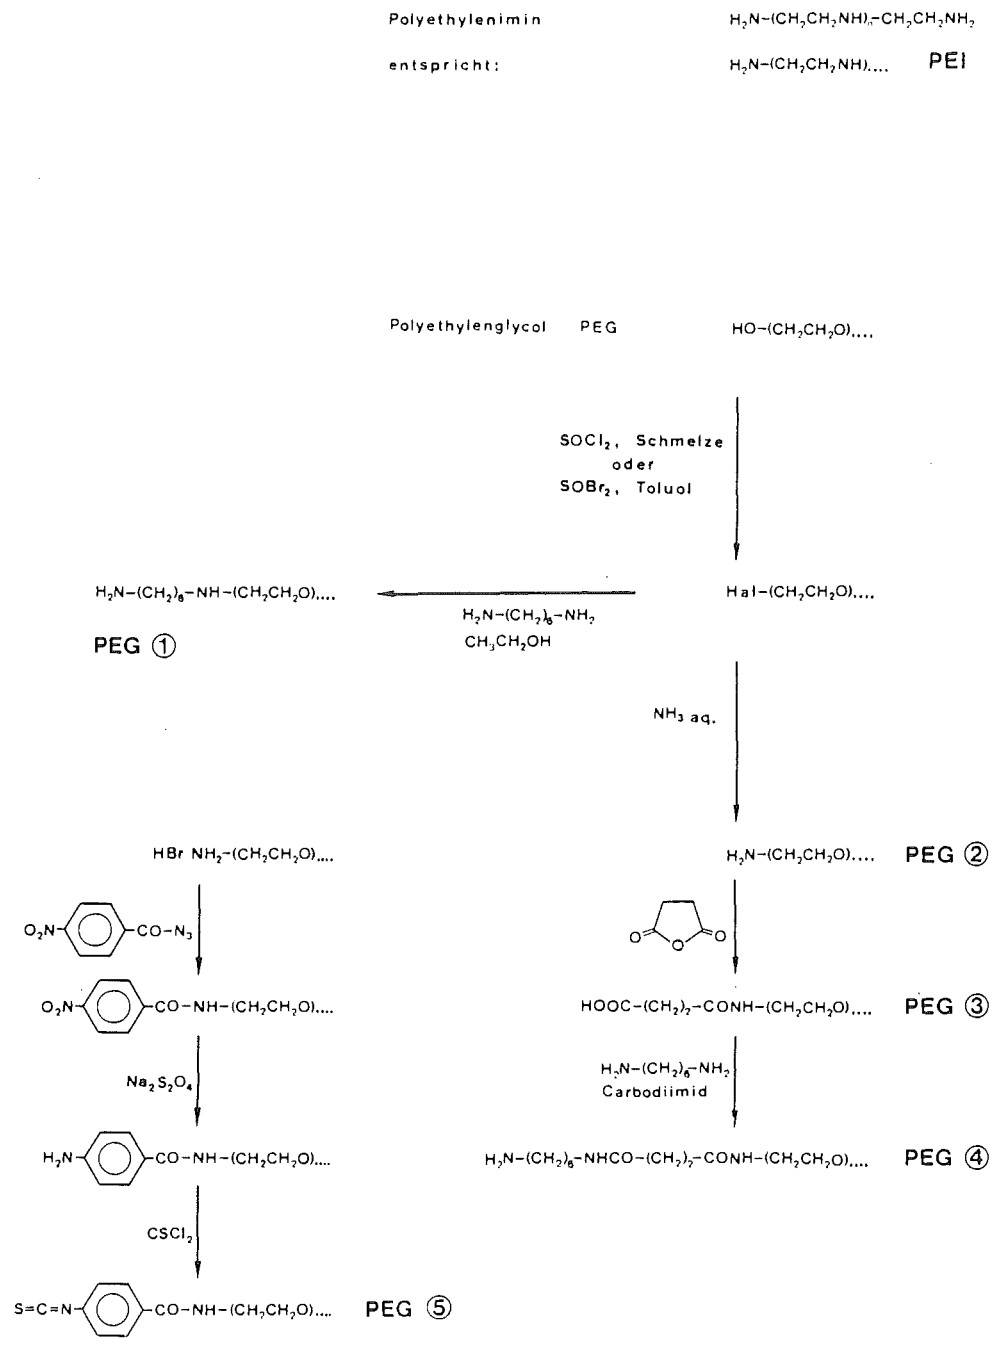 Polyethylenimin H₂N-(CH₂CH₂NH)ₙ-CH₂CH₂NH₂
entspricht: H₂N-(CH₂CH₂NH).... PEI
Polyethylenglycol PEG HO-(CH₂CH₂O)....
SOCl₂, Schmelze
oder
SOBr₂, Toluol
H₂N-(CH₂)₆-NH-(CH₂CH₂O)....
Hal-(CH₂CH₂O)....
H₂N-(CH₂)₆-NH₂
CH₃CH₂OH
PEG ①
NH₃ aq.
HBr NH₂-(CH₂CH₂O)....
H₂N-(CH₂CH₂O).... PEG ②
O₂N CO-N₃
O O O
O₂N CO-NH-(CH₂CH₂O)....
HOOC-(CH₂)₂-CONH-(CH₂CH₂O).... PEG ③
Na₂S₂O₄
H₂N-(CH₂)₆-NH₂
Carbodiimid
H₂N CO-NH-(CH₂CH₂O)....
H₂N-(CH₂)₆-NHCO-(CH₂)₂-CONH-(CH₂CH₂O).... PEG ④
CSCl₂
S=C=N CO-NH-(CH₂CH₂O).... PEG ⑤